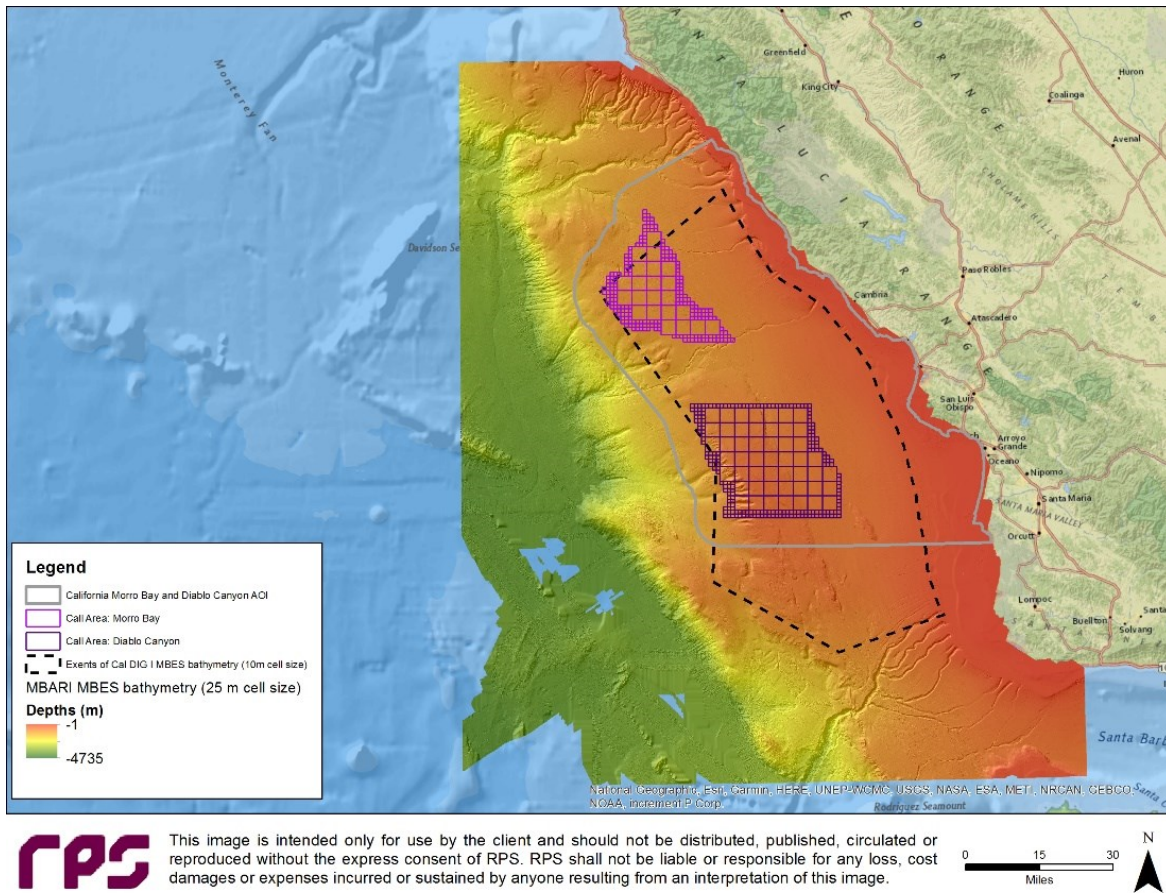 Monterey Fan
Davidson Se
ANTA LUCIA RANGE
Greenfield
King City
Huron
Coalinga
Avenal
CHOLAME HILLS
Paso Robles
Cambria
Atascadero
San Luis
Obispo
ch
Arroyo
Grande
Oceano
Nipomo
Santa Maria
SANTA MARIA VALLEY
Orcutt
Lompoc
Buellton
Santa
Solvang
Santa Barb
Legend
California Morro Bay and Diablo Canyon AOI
Call Area: Morro Bay
Call Area: Diablo Canyon
Exents of Cal DIG I MBES bathymetry (10m cell size)
MBARI MBES bathymetry (25 m cell size)
Depths (m)
-1
-4735
National Geographic, Esri, Garmin, HERE, UNEP-WCMC, USGS, NASA, ESA, METI, NRCAN, GEBCO,
NOAA, increment P Corp.
Rodriguez Seamount
rps
This image is intended only for use by the client and should not be distributed, published, circulated or
reproduced without the express consent of RPS. RPS shall not be liable or responsible for any loss, cost
damages or expenses incurred or sustained by anyone resulting from an interpretation of this image.
0 15 30
Miles
N